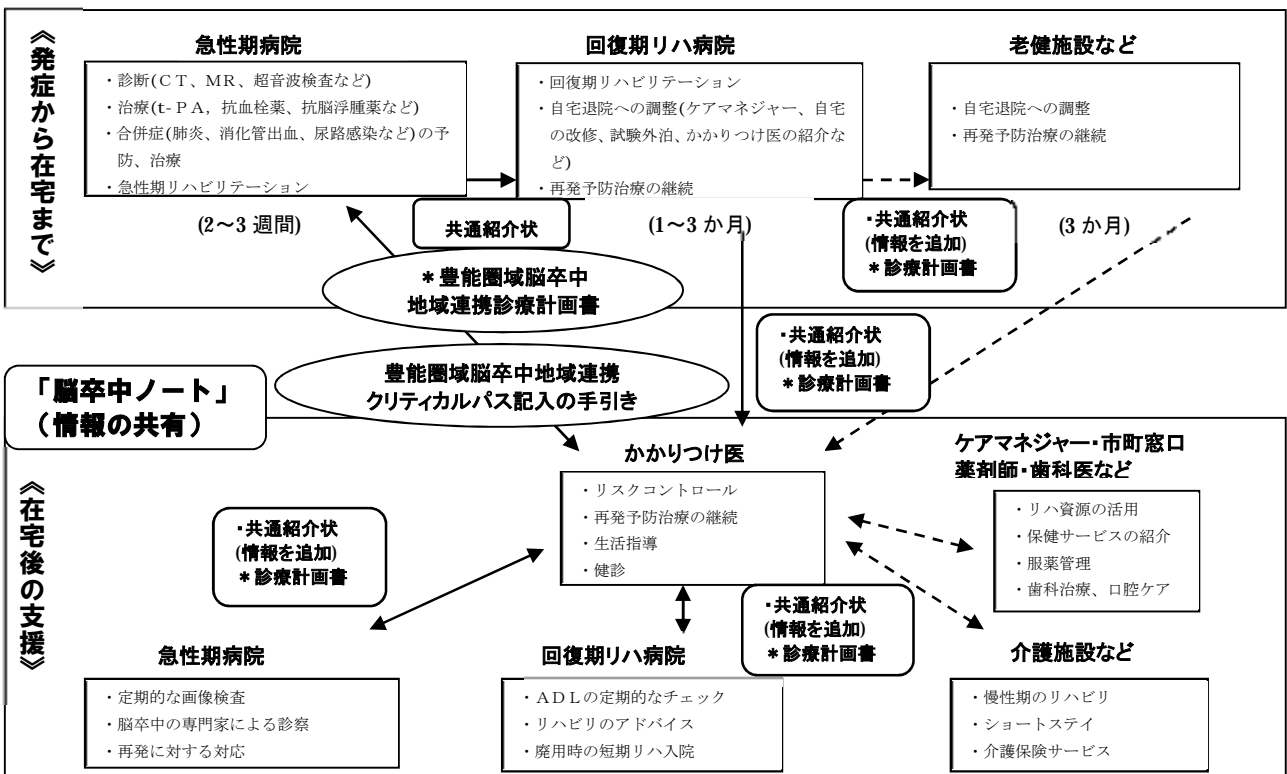 《発症から在宅まで》
急性期病院
・診断(ＣＴ、ＭＲ、超音波検査など)
・治療(t-ＰＡ，抗血栓薬、抗脳浮腫薬など)
・合併症(肺炎、消化管出血、尿路感染など)の予
防、治療
・急性期リハビリテーション
(2～3 週間)
回復期リハ病院
・回復期リハビリテーション
・自宅退院への調整(ケアマネジャー、自宅
の改修、試験外泊、かかりつけ医の紹介な
ど)
・再発予防治療の継続
(1～3 か月)
老健施設など
・自宅退院への調整
・再発予防治療の継続
(3 か月)
共通紹介状
・共通紹介状
(情報を追加)
＊診療計画書
＊豊能圏域脳卒中
地域連携診療計画書
・共通紹介状
(情報を追加)
＊診療計画書
豊能圏域脳卒中地域連携
クリティカルパス記入の手引き
「脳卒中ノート」
（情報の共有）
《在宅後の支援》
かかりつけ医
・リスクコントロール
・再発予防治療の継続
・生活指導
・健診
ケアマネジャー・市町窓口
薬剤師・歯科医など
・リハ資源の活用
・保健サービスの紹介
・服薬管理
・歯科治療、口腔ケア
・共通紹介状
(情報を追加)
＊診療計画書
・共通紹介状
(情報を追加)
＊診療計画書
急性期病院
・定期的な画像検査
・脳卒中の専門家による診察
・再発に対する対応
回復期リハ病院
・ＡＤＬの定期的なチェック
・リハビリのアドバイス
・廃用時の短期リハ入院
介護施設など
・慢性期のリハビリ
・ショートステイ
・介護保険サービス